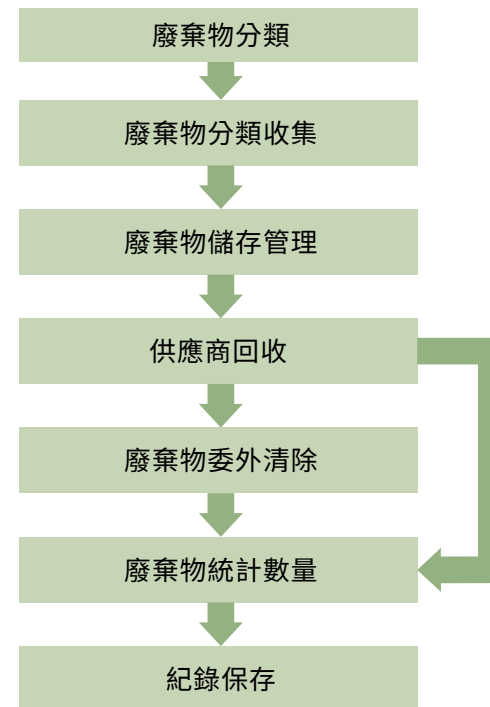 廢棄物分類
廢棄物分類收集
廢棄物儲存管理
供應商回收
廢棄物委外清除
廢棄物統計數量
紀錄保存